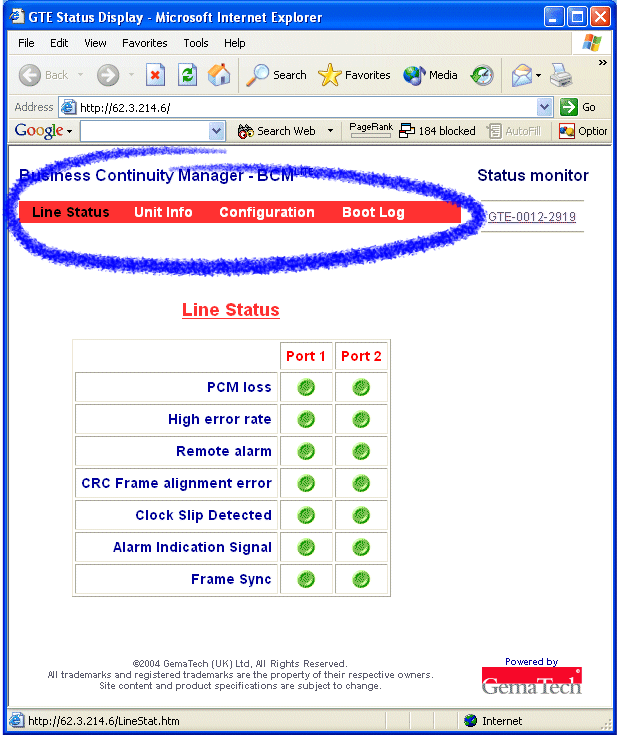 GTE Status Display - Microsoft Internet Explorer
File Edit View Favorites Tools Help
Back Search Favorites Media
Address http://62.3.214.6/ Go
Google Search Web PageRank 184 blocked AutoFill Option
Business Continuity Manager - BCM Status monitor
Line Status Unit Info Configuration Boot Log
GTE-0012-2919
Line Status
Port 1 Port 2
PCM loss
High error rate
Remote alarm
CRC Frame alignment error
Clock Slip Detected
Alarm Indication Signal
Frame Sync
©2004 GemaTech (UK) Ltd, All Rights Reserved.
All trademarks and registered trademarks are the property of their respective owners.
Site content and product specifications are subject to change.
Powered by
GemaTech
http://62.3.214.6/LineStat.htm Internet